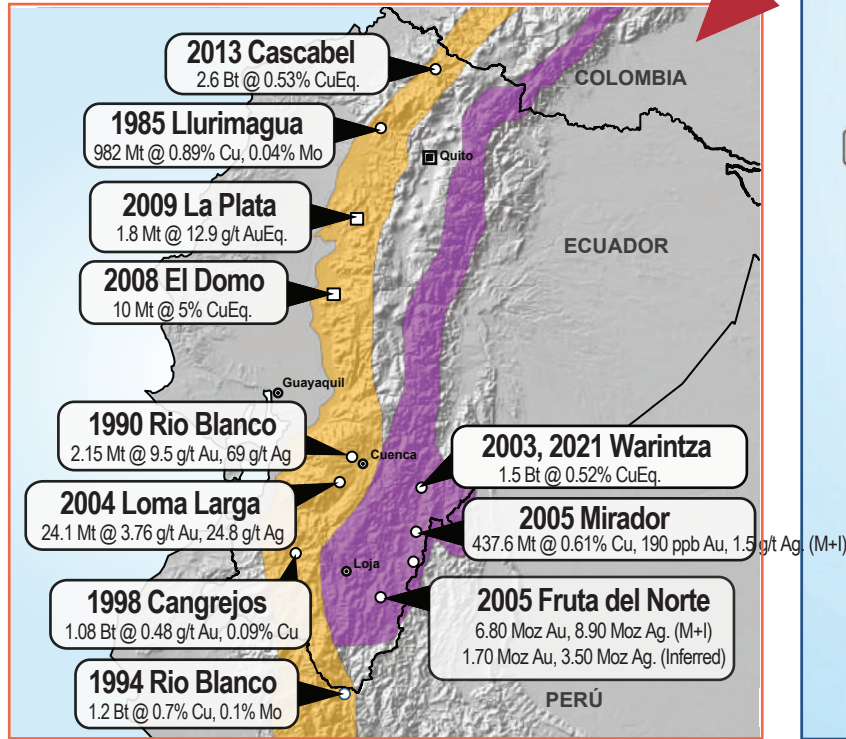 2013 Cascabel
2.6 Bt @ 0.53% CuEq.
COLOMBIA
1985 Llurimagua
982 Mt @ 0.89% Cu, 0.04% Mo
Quito
2009 La Plata
1.8 Mt @ 12.9 g/t AuEq.
ECUADOR
2008 El Domo
10 Mt @ 5% CuEq.
Guayaquil
1990 Rio Blanco
2.15 Mt @ 9.5 g/t Au, 69 g/t Ag
Cuenca
2003, 2021 Warintza
1.5 Bt @ 0.52% CuEq.
2004 Loma Larga
24.1 Mt @ 3.76 g/t Au, 24.8 g/t Ag
2005 Mirador
437.6 Mt @ 0.61% Cu, 190 ppb Au, 1.5 g/t Ag. (M+I)
Loja
1998 Cangrejos
1.08 Bt @ 0.48 g/t Au, 0.09% Cu
2005 Fruta del Norte
6.80 Moz Au, 8.90 Moz Ag. (M+I)
1.70 Moz Au, 3.50 Moz Ag. (Inferred)
1994 Rio Blanco
1.2 Bt @ 0.7% Cu, 0.1% Mo
PERÚ